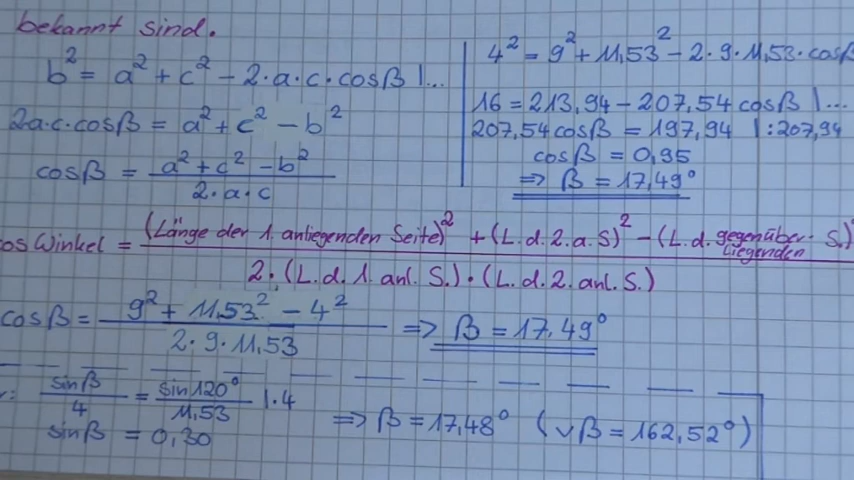 bekannt sind.
b² = a² + c² - 2·a·c·cosβ |...
2a·c·cosβ = a² + c² - b²
cosβ = (a² + c² - b²) / (2·a·c)
4² = 9² + 11,53² - 2·9·11,53·cosβ
16 = 213,94 - 207,54 cosβ |...
207,54 cosβ = 197,94 |:207,94
cosβ = 0,95
⇒ β = 17,49°
os Winkel = ((Länge der 1. anliegenden Seite)² + (L.d.2.a.S)² - (L.d. gegenüber- liegenden S.)²) / (2·(L.d.1.anl.S.)·(L.d.2.anl.S.))
cosβ = (9² + 11,53² - 4²) / (2·9·11,53) ⇒ β = 17,49°
r: sinβ / 4 = sin120° / 11,53 |·4
sinβ = 0,30 ⇒ β = 17,48° (∨β = 162,52°)